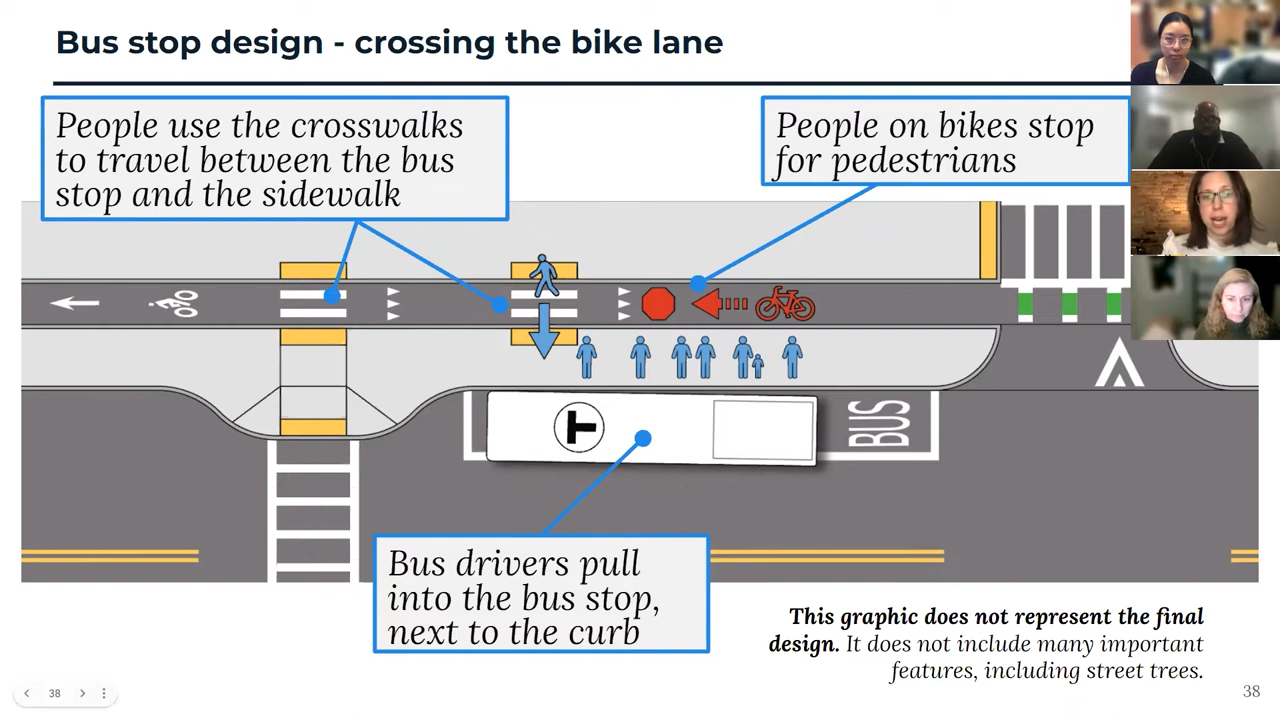 Bus stop design - crossing the bike lane
People use the crosswalks
to travel between the bus
stop and the sidewalk
People on bikes stop
for pedestrians
T
BUS
Bus drivers pull
into the bus stop,
next to the curb
This graphic does not represent the final
design. It does not include many important
features, including street trees.
38
38